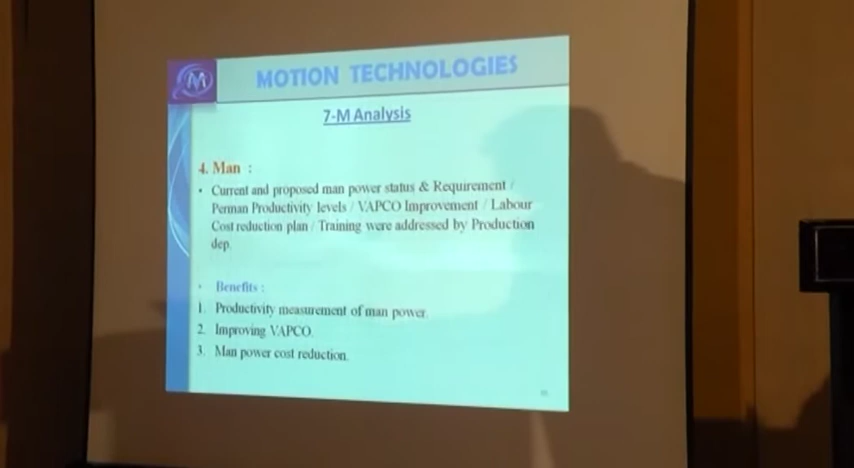 M
MOTION TECHNOLOGIES
7-M Analysis
4. Man :
• Current and proposed man power status & Requirement /
Perman Productivity levels / VAPCO Improvement / Labour
Cost reduction plan / Training were addressed by Production
dep.
• Benefits :
1. Productivity measurement of man power.
2. Improving VAPCO.
3. Man power cost reduction.